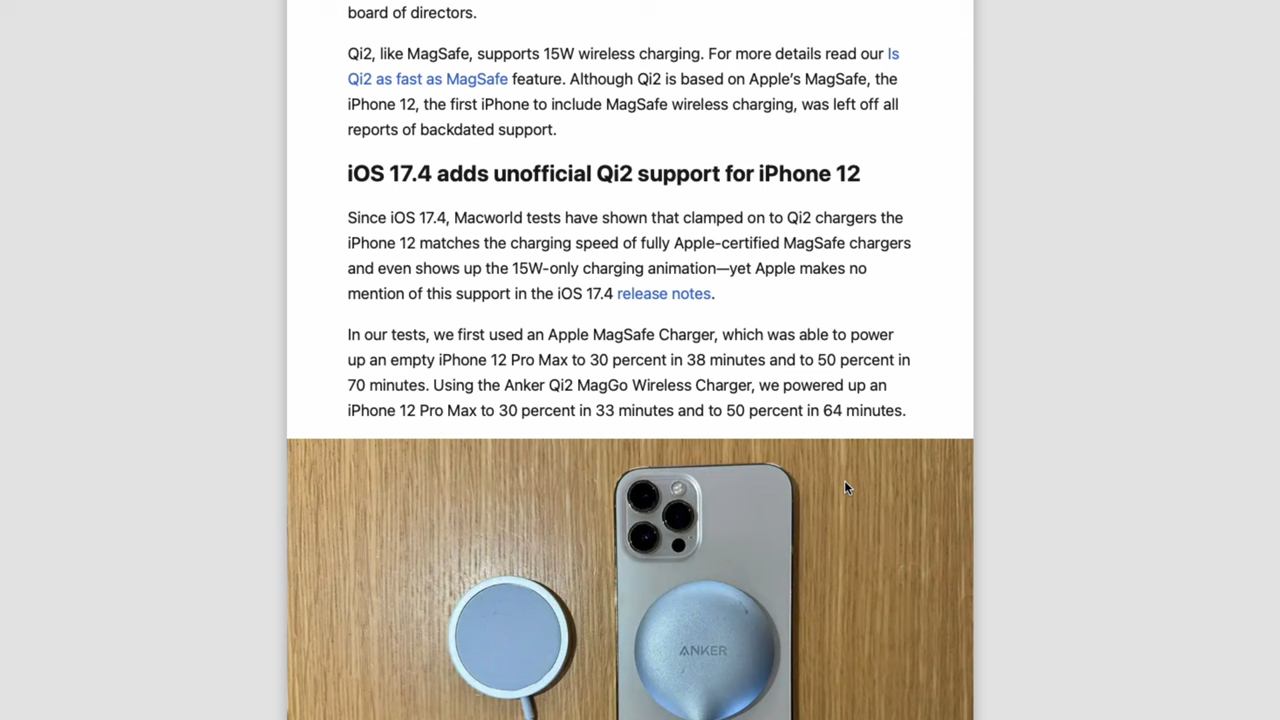 board of directors.
Qi2, like MagSafe, supports 15W wireless charging. For more details read our Is
Qi2 as fast as MagSafe feature. Although Qi2 is based on Apple’s MagSafe, the
iPhone 12, the first iPhone to include MagSafe wireless charging, was left off all
reports of backdated support.
iOS 17.4 adds unofficial Qi2 support for iPhone 12
Since iOS 17.4, Macworld tests have shown that clamped on to Qi2 chargers the
iPhone 12 matches the charging speed of fully Apple-certified MagSafe chargers
and even shows up the 15W-only charging animation—yet Apple makes no
mention of this support in the iOS 17.4 release notes.
In our tests, we first used an Apple MagSafe Charger, which was able to power
up an empty iPhone 12 Pro Max to 30 percent in 38 minutes and to 50 percent in
70 minutes. Using the Anker Qi2 MagGo Wireless Charger, we powered up an
iPhone 12 Pro Max to 30 percent in 33 minutes and to 50 percent in 64 minutes.
ANKER